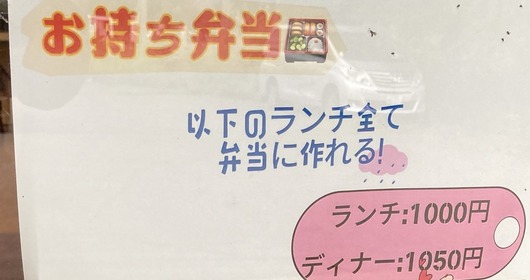 お持ち弁当
以下のランチ全て
弁当に作れる!
ランチ:1000円
ディナー:1050円